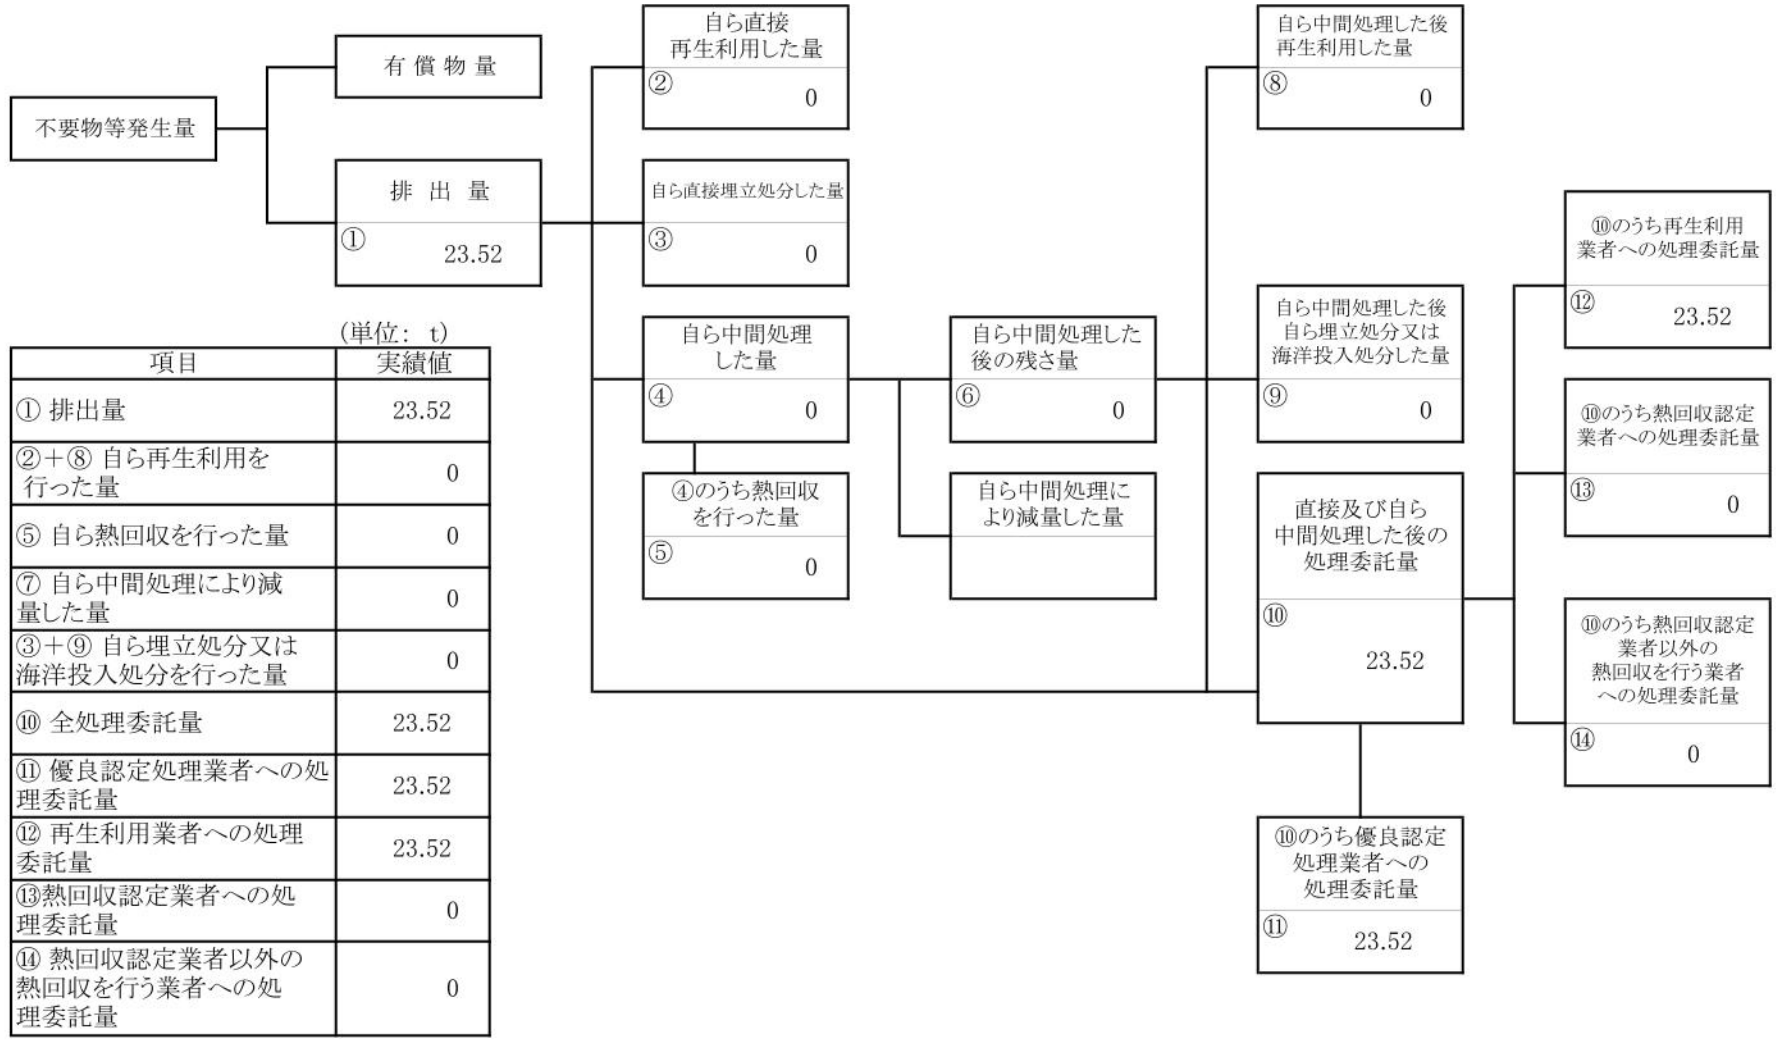 不要物等発生量
有 償 物 量
排 出 量
①
23.52
自ら直接
再生利用した量
②
0
自ら直接埋立処分した量
③
0
自ら中間処理
した量
④
0
④のうち熱回収
を行った量
⑤
0
自ら中間処理した
後の残さ量
⑥
0
自ら中間処理に
より減量した量
自ら中間処理した後
再生利用した量
⑧
0
自ら中間処理した後
自ら埋立処分又は
海洋投入処分した量
⑨
0
直接及び自ら
中間処理した後の
処理委託量
⑩
23.52
⑩のうち優良認定
処理業者への
処理委託量
⑪
23.52
⑩のうち再生利用
業者への処理委託量
⑫
23.52
⑩のうち熱回収認定
業者への処理委託量
⑬
0
⑩のうち熱回収認定
業者以外の
熱回収を行う業者
への処理委託量
⑭
0
(単位: t)
項目 実績値
① 排出量 23.52
②＋⑧ 自ら再生利用を
行った量 0
⑤ 自ら熱回収を行った量 0
⑦ 自ら中間処理により減
量した量 0
③＋⑨ 自ら埋立処分又は
海洋投入処分を行った量 0
⑩ 全処理委託量 23.52
⑪ 優良認定処理業者への処
理委託量 23.52
⑫ 再生利用業者への処理
委託量 23.52
⑬熱回収認定業者への処
理委託量 0
⑭ 熱回収認定業者以外の
熱回収を行う業者への処
理委託量 0